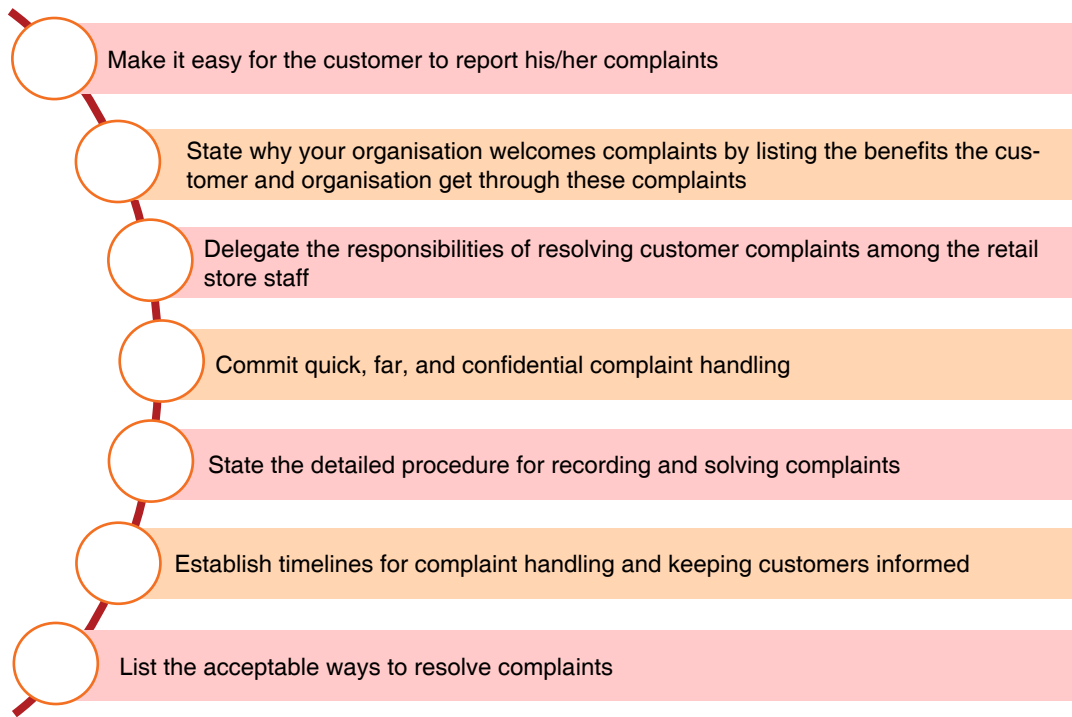 Make it easy for the customer to report his/her complaints
State why your organisation welcomes complaints by listing the benefits the cus-
tomer and organisation get through these complaints
Delegate the responsibilities of resolving customer complaints among the retail
store staff
Commit quick, far, and confidential complaint handling
State the detailed procedure for recording and solving complaints
Establish timelines for complaint handling and keeping customers informed
List the acceptable ways to resolve complaints